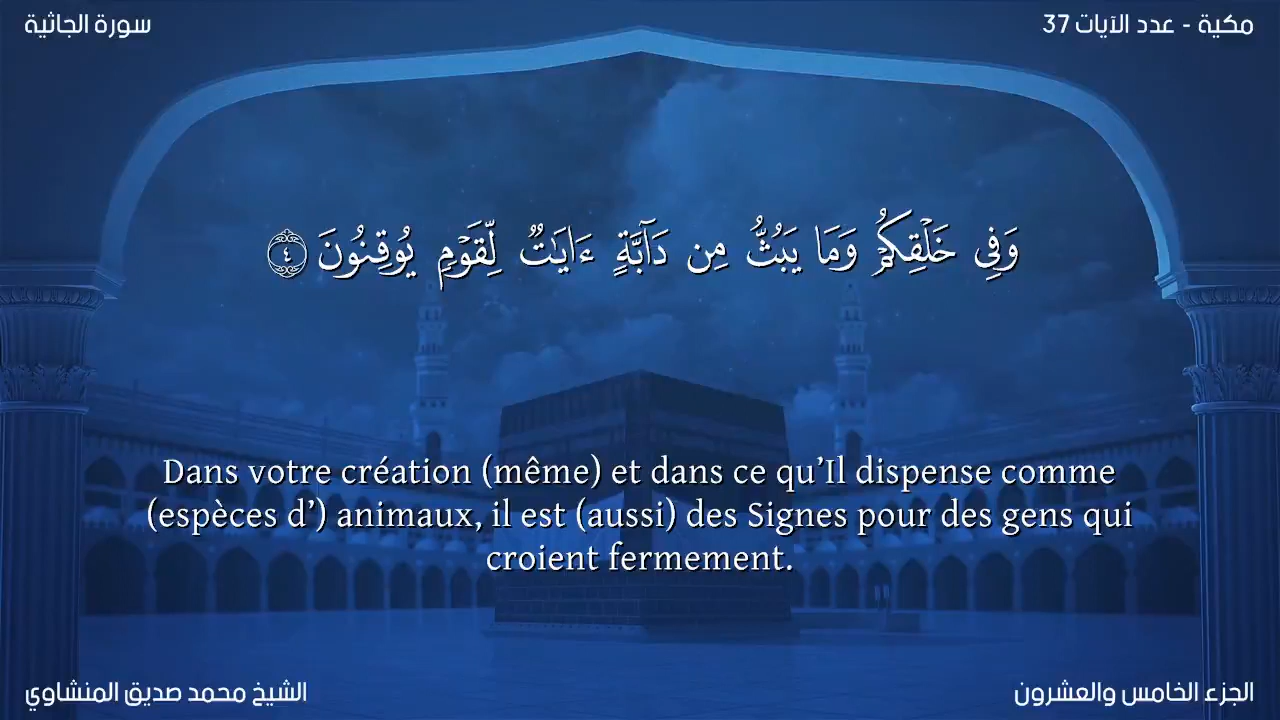 سورة الجاثية
مكية - عدد الآيات 37
وَفِي خَلْقِكُمْ وَمَا يَبُثُّ مِن دَآبَّةٍ ءَايَٰتٌ لِّقَوْمٍ يُوقِنُونَ ٤
Dans votre création (même) et dans ce qu’Il dispense comme
(espèces d’) animaux, il est (aussi) des Signes pour des gens qui
croient fermement.
الشيخ محمد صديق المنشاوي
الجزء الخامس والعشرون